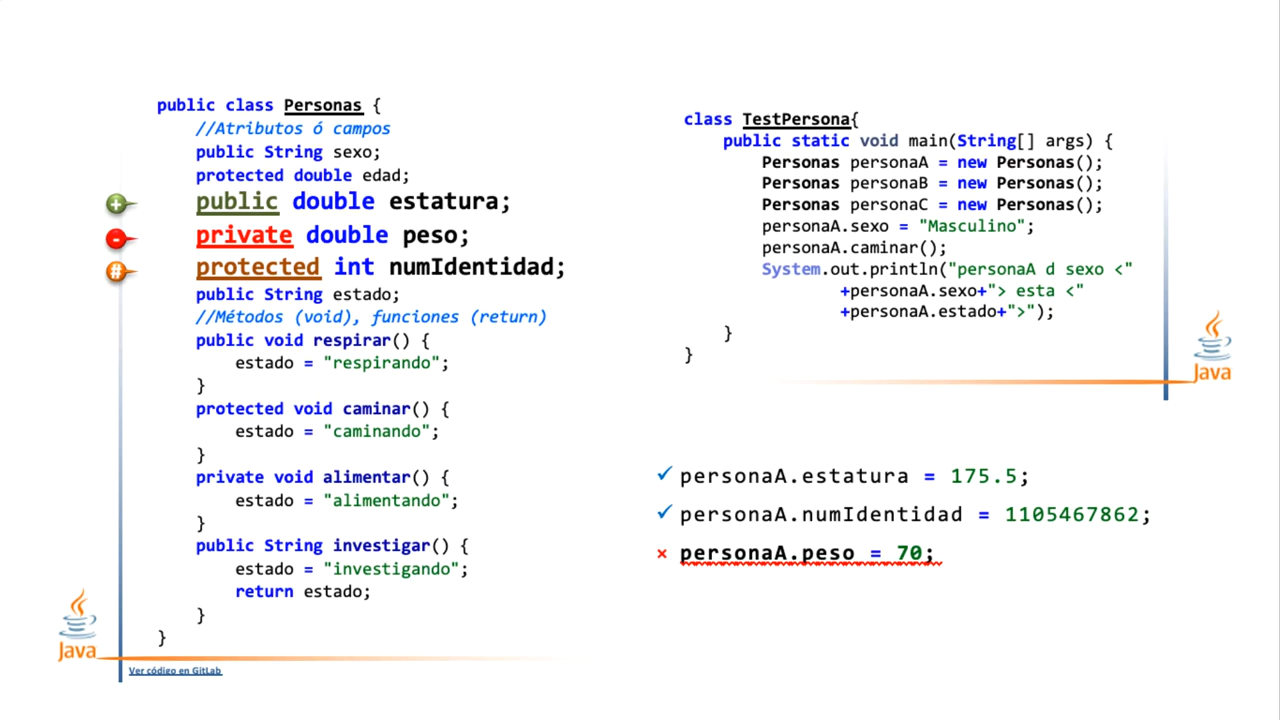 public class Personas {
//Atributos ó campos
public String sexo;
protected double edad;
+ public double estatura;
- private double peso;
# protected int numIdentidad;
public String estado;
//Métodos (void), funciones (return)
public void respirar() {
estado = "respirando";
}
protected void caminar() {
estado = "caminando";
}
private void alimentar() {
estado = "alimentando";
}
public String investigar() {
estado = "investigando";
return estado;
}
}
Java
Ver código en GitLab
class TestPersona{
public static void main(String[] args) {
Personas personaA = new Personas();
Personas personaB = new Personas();
Personas personaC = new Personas();
personaA.sexo = "Masculino";
personaA.caminar();
System.out.println("personaA d sexo <"
+personaA.sexo+"> esta <"
+personaA.estado+">");
}
}
Java
✓ personaA.estatura = 175.5;
✓ personaA.numIdentidad = 1105467862;
× personaA.peso = 70;